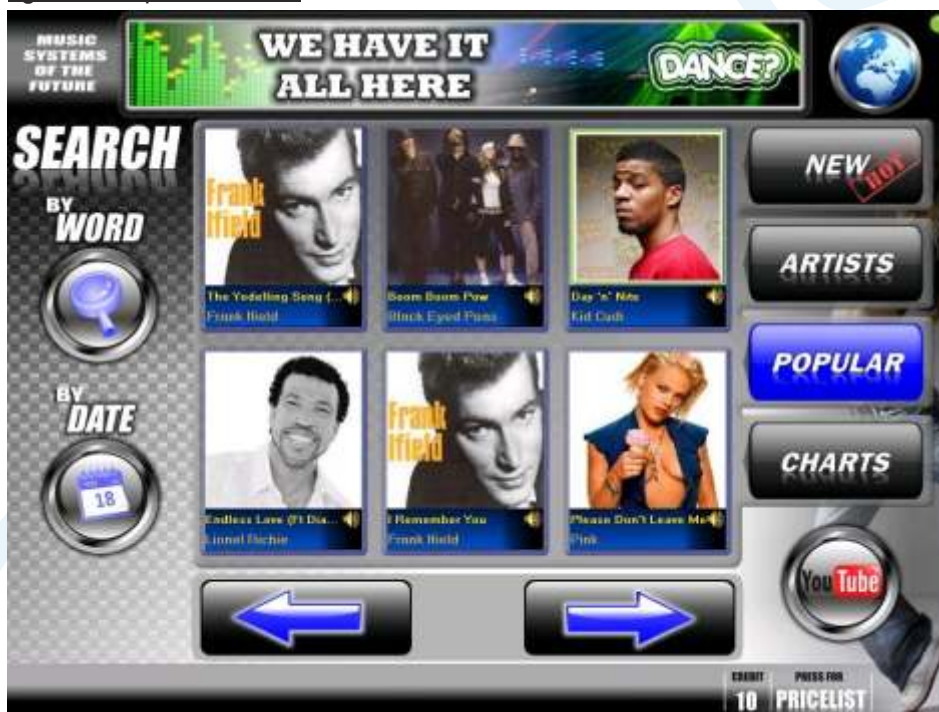 MUSIC
SYSTEMS
OF THE
FUTURE
WE HAVE IT
ALL HERE
DANCE?
SEARCH
BY
WORD
BY
DATE
18
Frank
Ifield
The Yodelling Song (...
Frank Ifield
Boom Boom Pow
Black Eyed Peas
Day 'n' Nite
Kid Cudi
Endless Love (Ft Dia...
Lionel Richie
Frank
Ifield
I Remember You
Frank Ifield
Please Don't Leave Me
Pink
NEW
HOT
ARTISTS
POPULAR
CHARTS
YouTube
CREDIT
10
PRESS FOR
PRICELIST